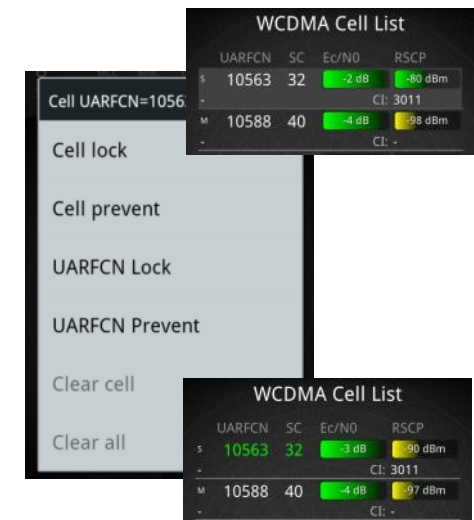 WCDMA Cell List
UARFCN SC Ec/N0 RSCP
S 10563 32 -2 dB -80 dBm
- CI: 3011
M 10588 40 -4 dB -98 dBm
- CI: -
Cell UARFCN=1056
Cell lock
Cell prevent
UARFCN Lock
UARFCN Prevent
Clear cell
Clear all
WCDMA Cell List
UARFCN SC Ec/N0 RSCP
S 10563 32 -3 dB -90 dBm
- CI: 3011
M 10588 40 -4 dB -97 dBm
- CI: -